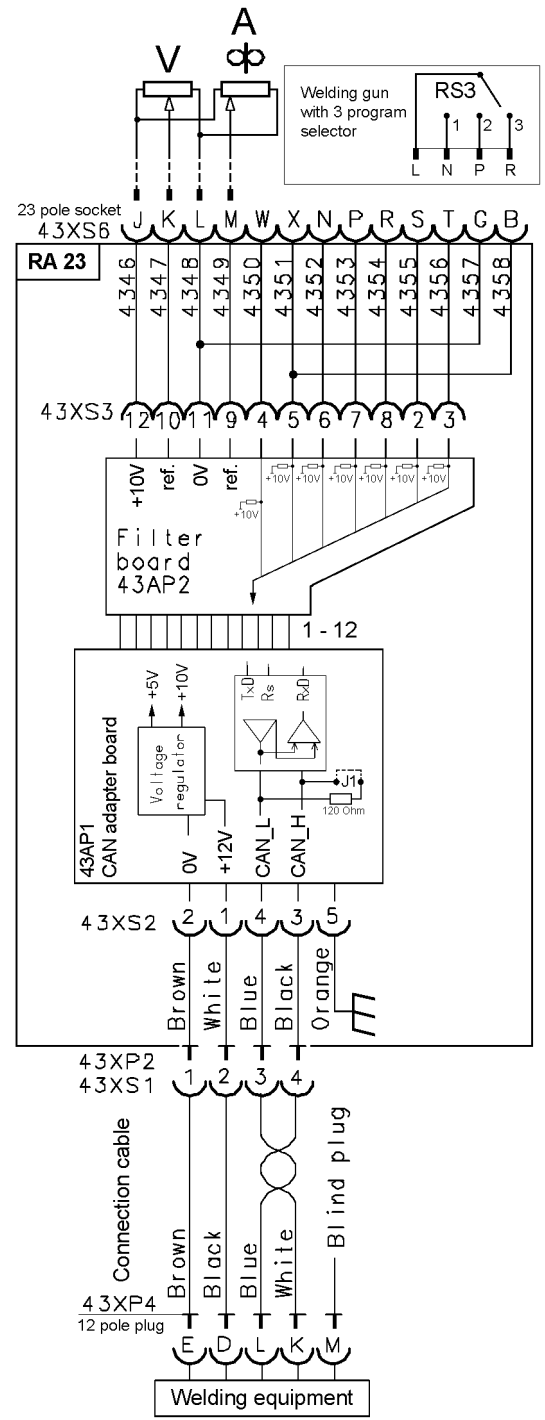 A
V
Welding gun
with 3 program
selector
RS3
1 2 3
L N P R
23 pole socket
43XS6
J K L M W X N P R S T G B
RA 23
4346 4347 4348 4349 4350 4351 4352 4353 4354 4355 4356 4357 4358
43XS3
12 10 11 9 4 5 6 7 8 2 3
+10V ref. 0V ref.
+10V +10V +10V +10V +10V +10V
+10V
Filter
board
43AP2
1 - 12
+5V +10V
TxD Rs RxD
Voltage
regulator
J1
120 Ohm
43AP1
CAN adapter board
0V +12V CAN_L CAN_H
43XS2
2 1 4 3 5
Brown White Blue Black Orange
43XP2
43XS1
1 2 3 4
Connection cable
Brown Black Blue White Blind plug
43XP4
12 pole plug
E D L K M
Welding equipment